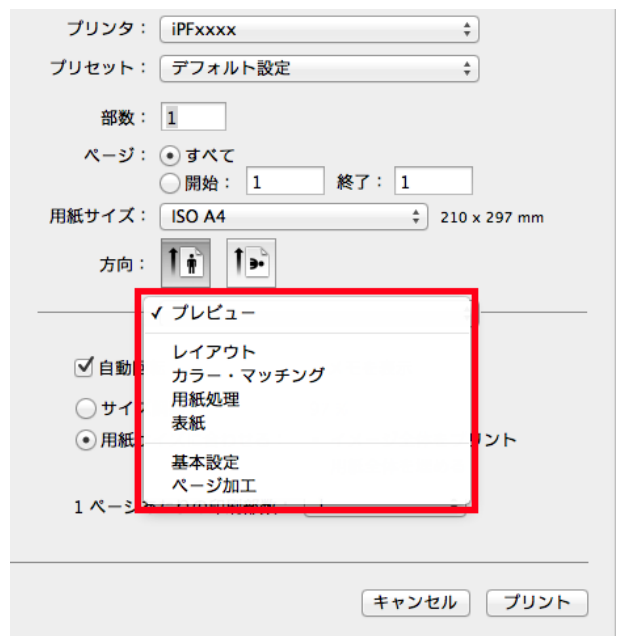 プリンタ： iPFxxxx
プリセット： デフォルト設定
部数： 1
ページ： すべて
開始： 1 終了： 1
用紙サイズ： ISO A4 210 x 297 mm
方向：
✓ プレビュー
レイアウト
自動
カラー・マッチング
用紙処理
サイ
表紙
用紙
リント
基本設定
ページ加工
1 ページ
キャンセル プリント